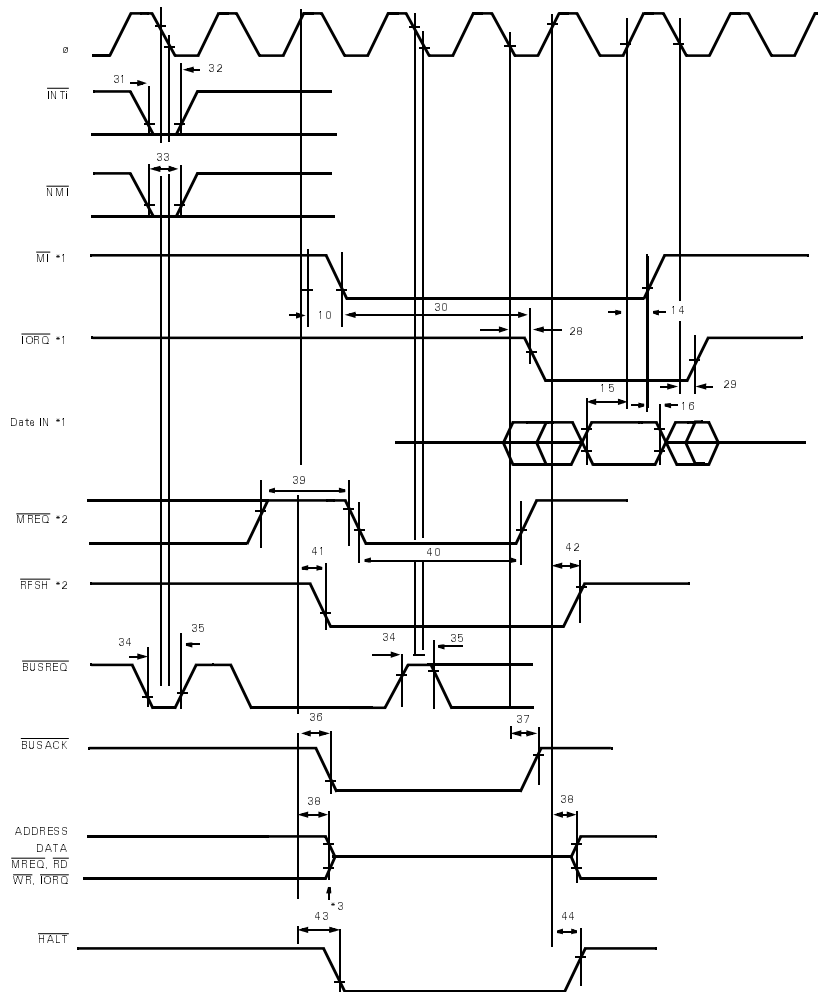 ø
31
32
INTi
33
NMI
MI *1
10
30
14
28
IORQ *1
29
15
16
Data IN *1
39
MREQ *2
40
41
42
RFSH *2
34
35
34
35
BUSREQ
36
37
BUSACK
38
38
ADDRESS
DATA
MREQ, RD
WR, IORQ
*3
43
44
HALT